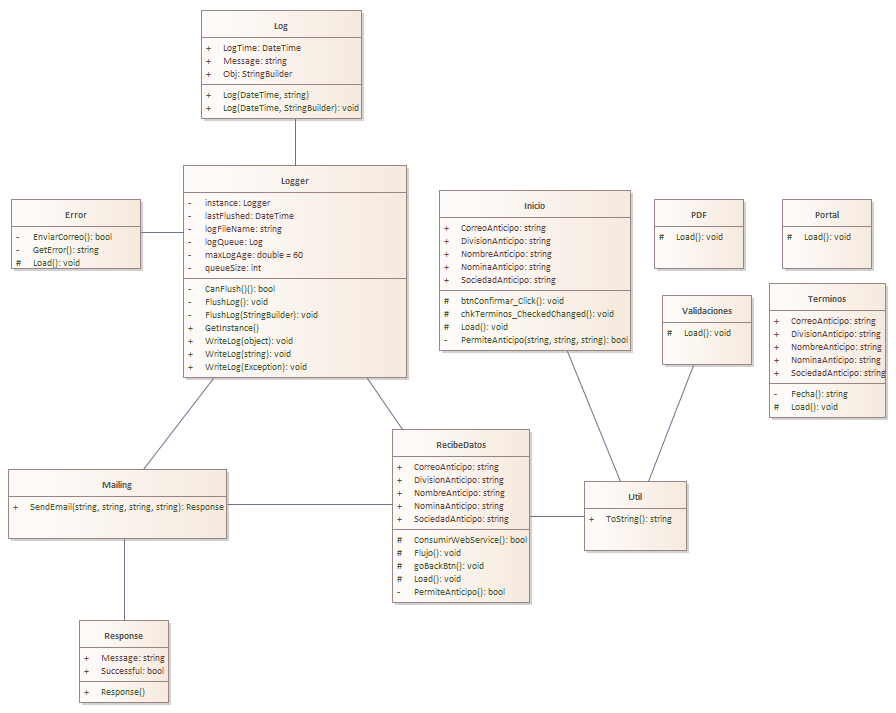 Log
+ LogTime: DateTime
+ Message: string
+ Obj: StringBuilder
+ Log(DateTime, string)
+ Log(DateTime, StringBuilder): void
Logger
- instance: Logger
- lastFlushed: DateTime
- logFileName: string
- logQueue: Log
- maxLogAge: double = 60
- queueSize: int
- CanFlush()(): bool
- FlushLog(): void
- FlushLog(StringBuilder): void
+ GetInstance()
+ WriteLog(object): void
+ WriteLog(string): void
+ WriteLog(Exception): void
Error
- EnviarCorreo(): bool
- GetError(): string
# Load(): void
Inicio
+ CorreoAnticipo: string
+ DivisionAnticipo: string
+ NombreAnticipo: string
+ NominaAnticipo: string
+ SociedadAnticipo: string
# btnConfirmar_Click(): void
# chkTerminos_CheckedChanged(): void
# Load(): void
- PermiteAnticipo(string, string, string): bool
PDF
# Load(): void
Portal
# Load(): void
Validaciones
# Load(): void
Terminos
+ CorreoAnticipo: string
+ DivisionAnticipo: string
+ NombreAnticipo: string
+ NominaAnticipo: string
+ SociedadAnticipo: string
- Fecha(): string
# Load(): void
Mailing
+ SendEmail(string, string, string, string): Response
RecibeDatos
+ CorreoAnticipo: string
+ DivisionAnticipo: string
+ NombreAnticipo: string
+ NominaAnticipo: string
+ SociedadAnticipo: string
# ConsumirWebService(): bool
# Flujo(): void
# goBackBtn(): void
# Load(): void
- PermiteAnticipo(): bool
Util
+ ToString(): string
Response
+ Message: string
+ Successful: bool
+ Response()